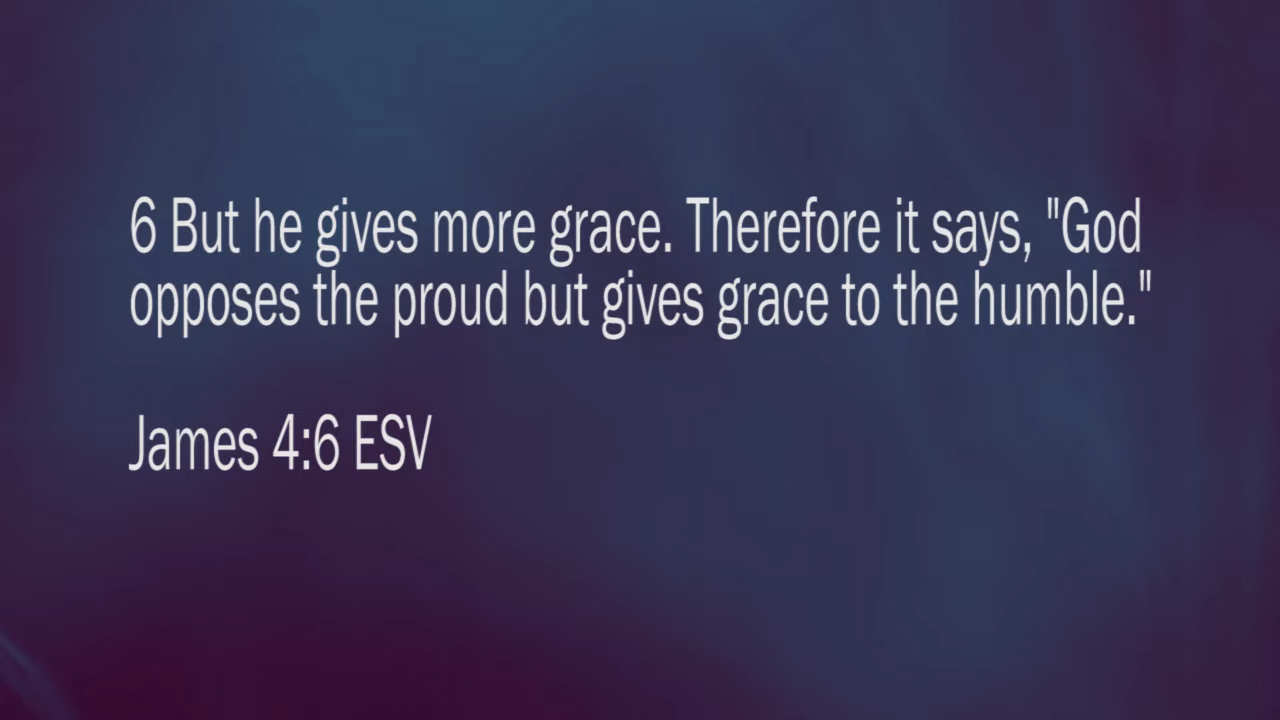 6 But he gives more grace. Therefore it says, "God
opposes the proud but gives grace to the humble."
James 4:6 ESV